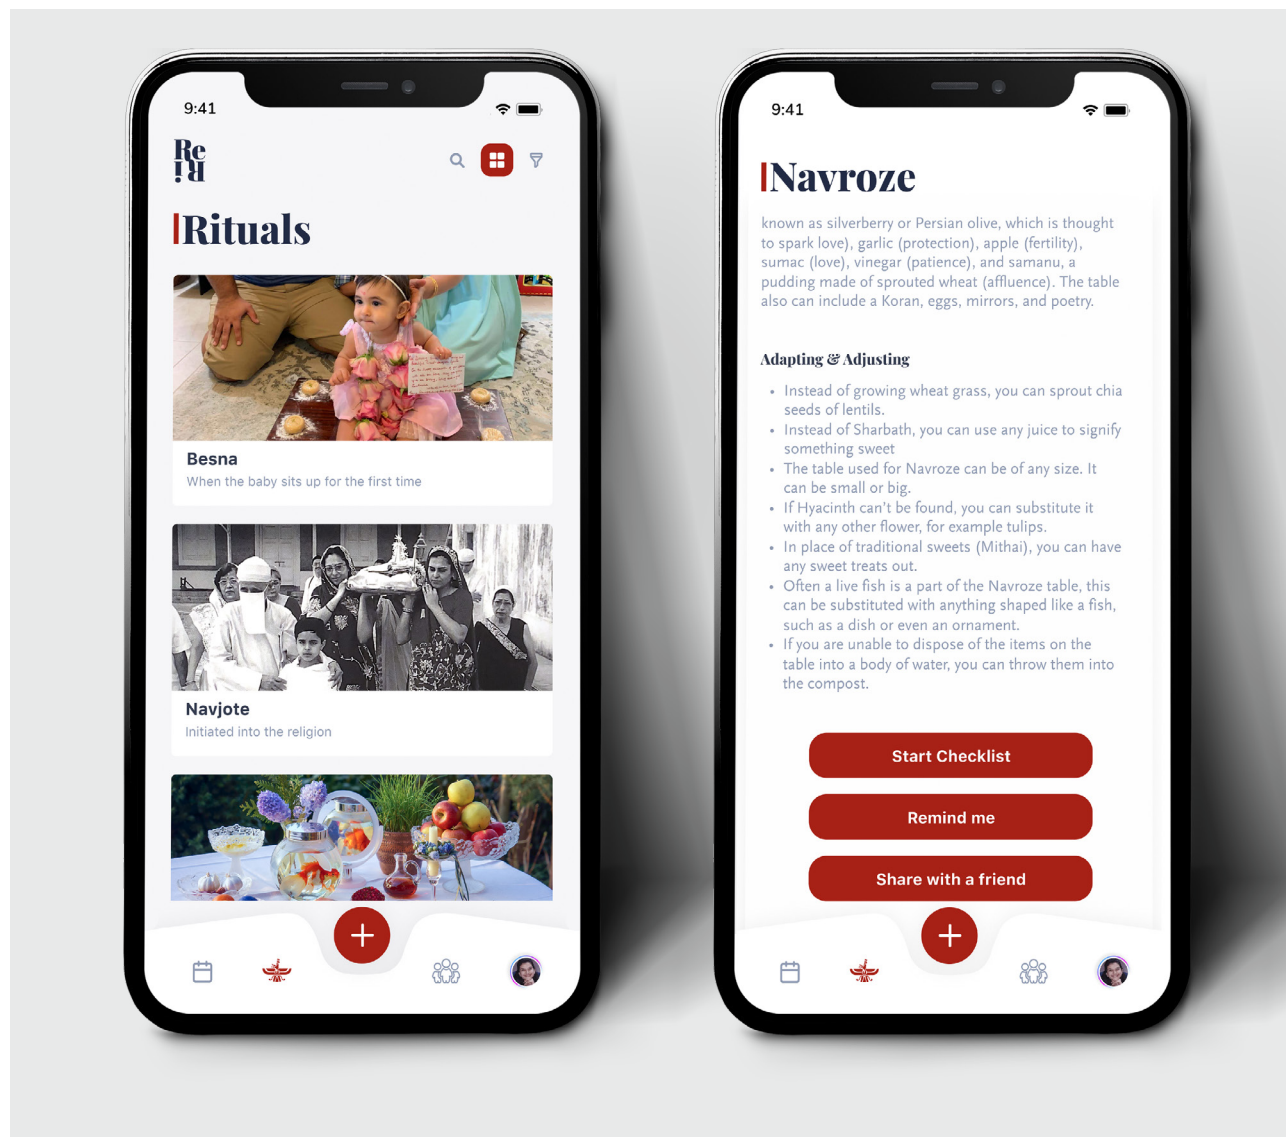 9:41
Re
Ri
Rituals
Besna
When the baby sits up for the first time
Navjote
Initiated into the religion
9:41
Navroze
known as silverberry or Persian olive, which is thought
to spark love), garlic (protection), apple (fertility),
sumac (love), vinegar (patience), and samanu, a
pudding made of sprouted wheat (affluence). The table
also can include a Koran, eggs, mirrors, and poetry.
Adapting & Adjusting
• Instead of growing wheat grass, you can sprout chia
seeds of lentils.
• Instead of Sharbath, you can use any juice to signify
something sweet
• The table used for Navroze can be of any size. It
can be small or big.
• If Hyacinth can't be found, you can substitute it
with any other flower, for example tulips.
• In place of traditional sweets (Mithai), you can have
any sweet treats out.
• Often a live fish is a part of the Navroze table, this
can be substituted with anything shaped like a fish,
such as a dish or even an ornament.
• If you are unable to dispose of the items on the
table into a body of water, you can throw them into
the compost.
Start Checklist
Remind me
Share with a friend